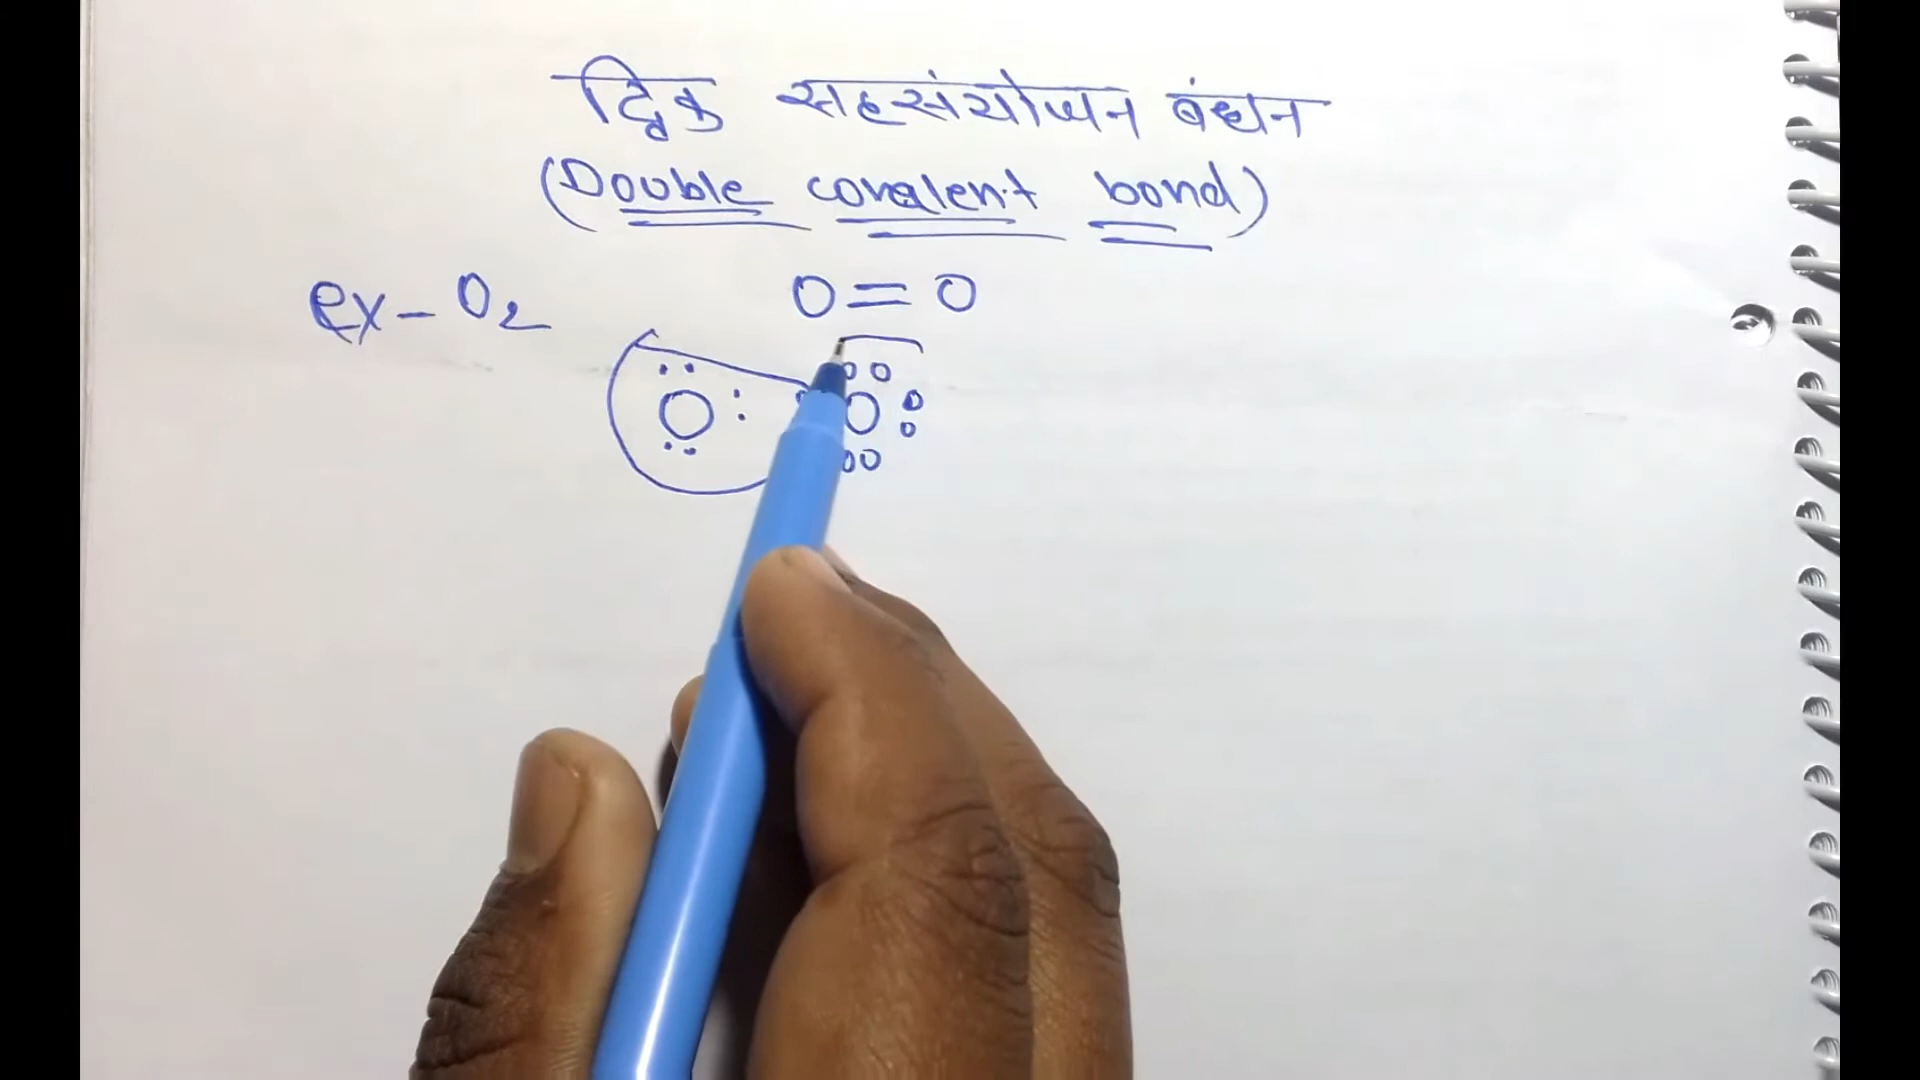 द्विक सहसंयोजन बंधन
(Double covalent bond)
ex- O₂ O=O
O O